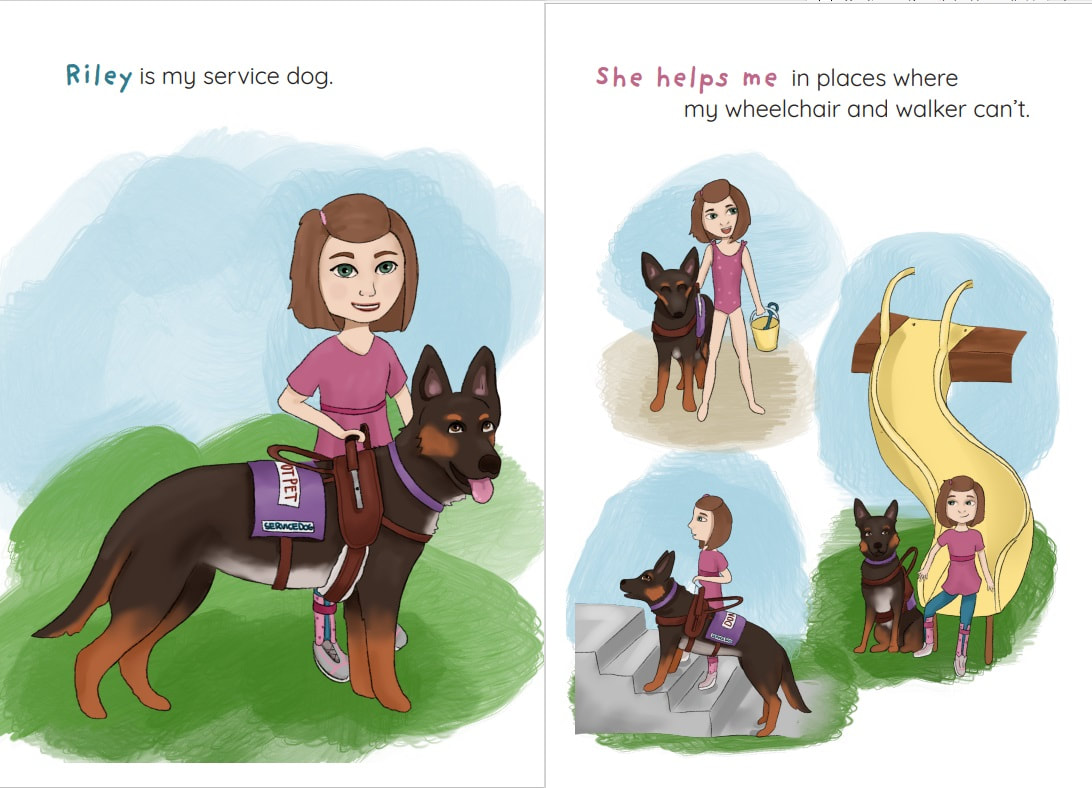 Riley is my service dog.
OT PET
SERVICE DOG
She helps me in places where
my wheelchair and walker can't.